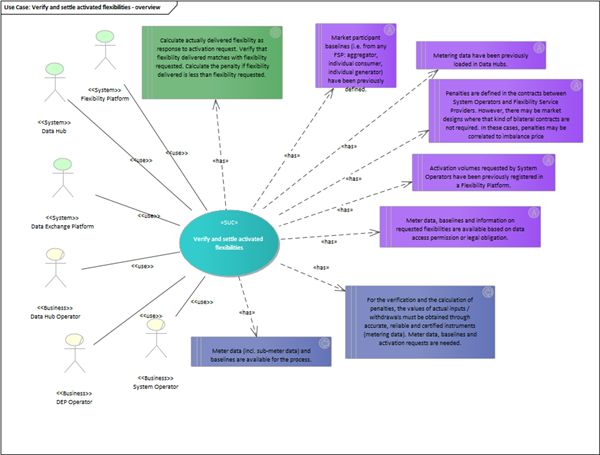 Use Case: Verify and settle activated flexibilities - overview
<<System>>
Flexibility Platform
<<System>>
Data Hub
<<System>>
Data Exchange Platform
<<Business>>
Data Hub Operator
<<Business>>
DEP Operator
<<Business>>
System Operator
«use»
«use»
«use»
«use»
«use»
«use»
«SUC»
Verify and settle activated
flexibilities
Calculate actually delivered flexibility as
response to activation request. Verify that
flexibility delivered matches with flexibility
requested. Calculate the penalty if flexibility
delivered is less than flexibility requested.
Market participant
baselines (i.e. from any
FSP: aggregator,
individual consumer,
individual generator)
have been previously
defined.
Metering data have been previously
loaded in Data Hubs.
Penalties are defined in the contracts between
System Operators and Flexibility Service
Providers. However, there may be market
designs where that kind of bilateral contracts
are not required. In these cases, penalties may be
correlated to imbalance price
Activation volumes requested by System
Operators have been previously registered in
a Flexibility Platform.
Meter data, baselines and information on
requested flexibilities are available based on data
access permission or legal obligation.
For the verification and the calculation of
penalties, the values of actual inputs /
withdrawals must be obtained through
accurate, reliable and certified instruments
(metering data). Meter data, baselines and
activation requests are needed.
Meter data (incl. sub-meter data) and
baselines are available for the process.
«has»
«has»
«has»
«has»
«has»
«has»
«has»
«has»